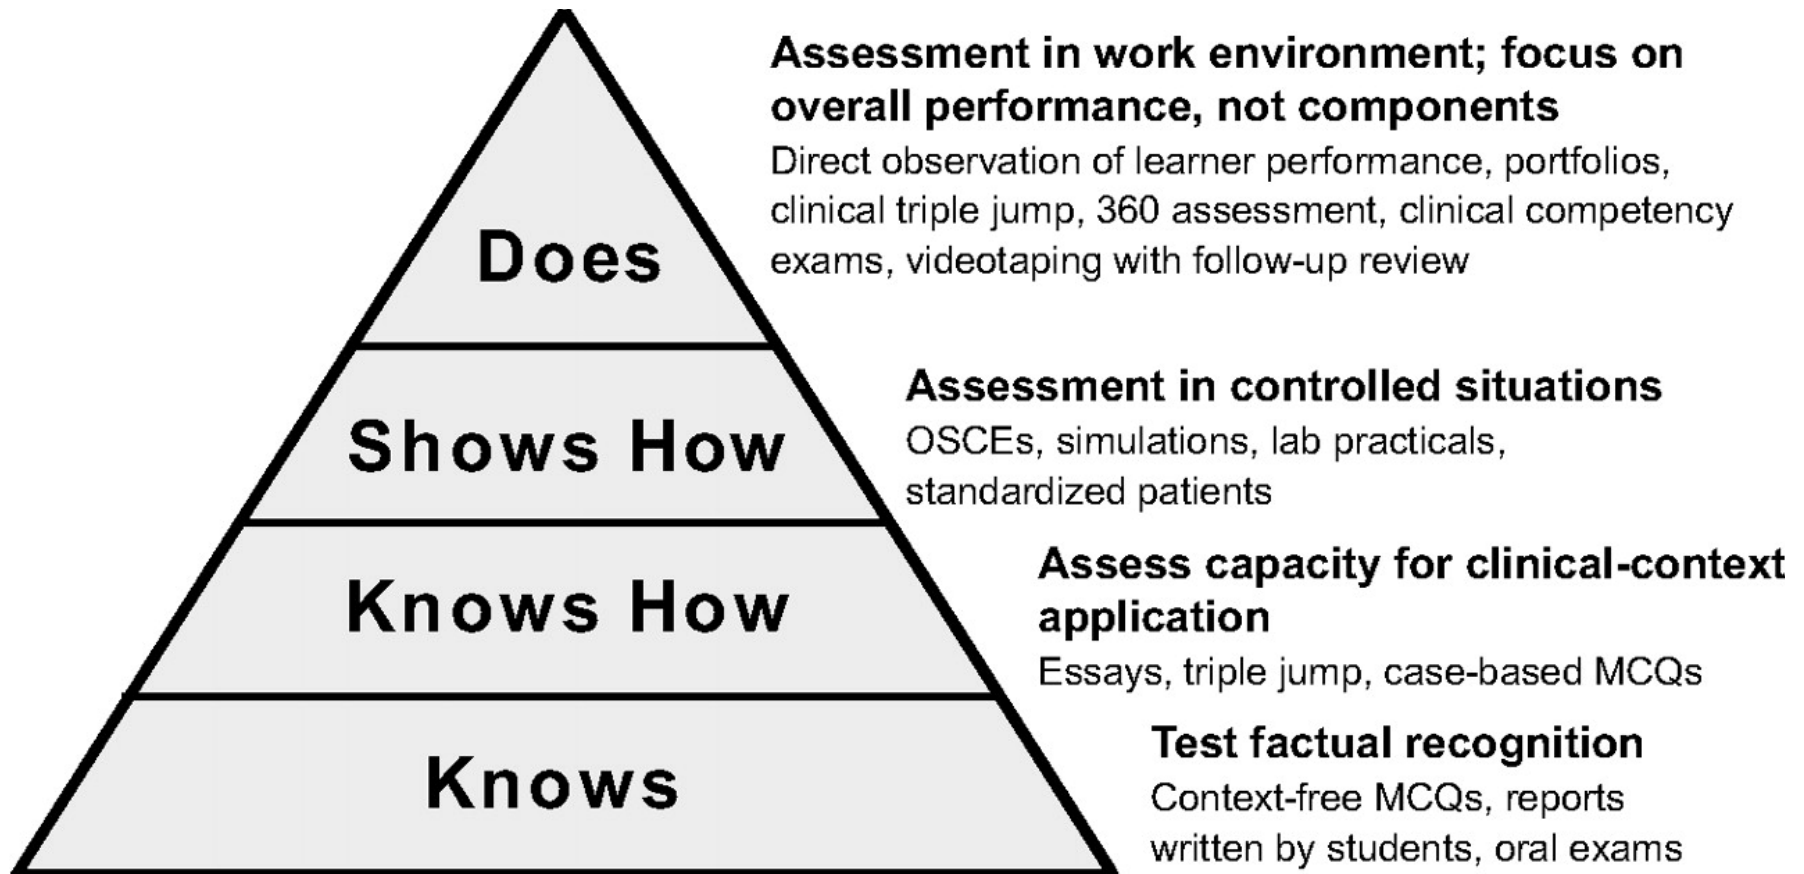 Assessment in work environment; focus on
overall performance, not components
Direct observation of learner performance, portfolios,
clinical triple jump, 360 assessment, clinical competency
exams, videotaping with follow-up review
Does
Assessment in controlled situations
OSCEs, simulations, lab practicals,
standardized patients
Shows How
Assess capacity for clinical-context
application
Essays, triple jump, case-based MCQs
Knows How
Test factual recognition
Context-free MCQs, reports
written by students, oral exams
Knows